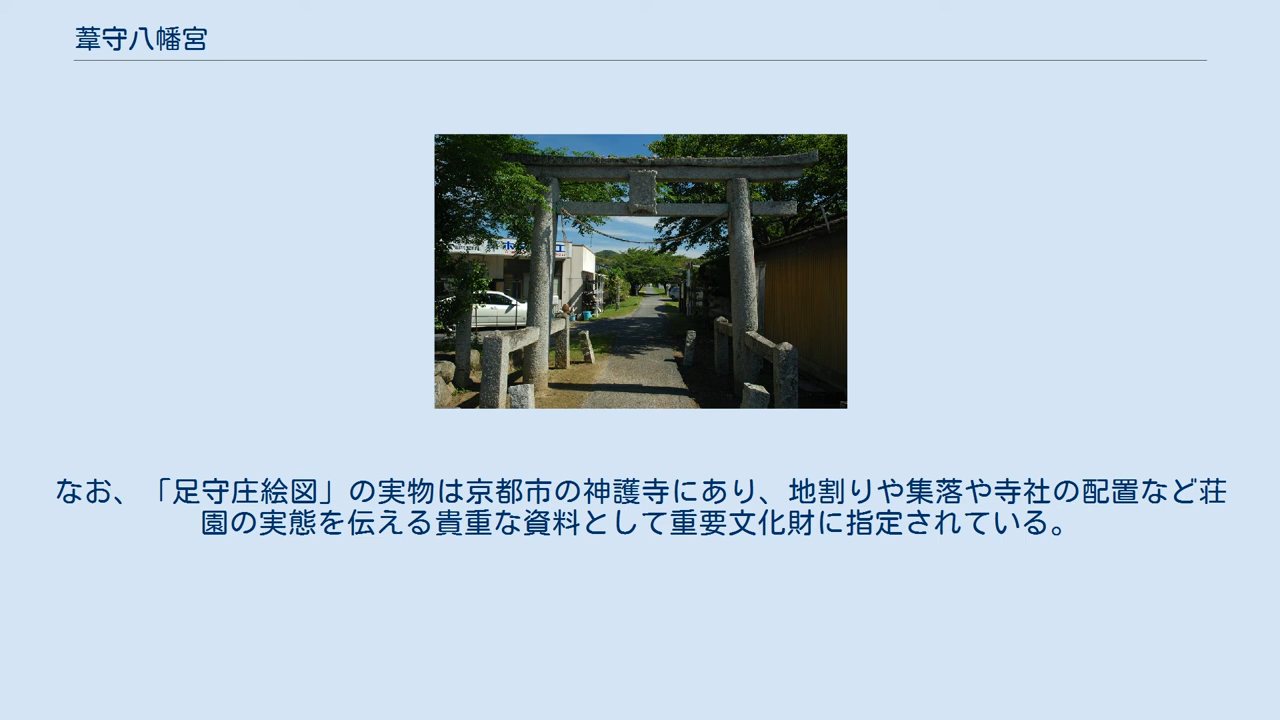 葦守八幡宮
なお、「足守庄絵図」の実物は京都市の神護寺にあり、地割りや集落や寺社の配置など荘
園の実態を伝える貴重な資料として重要文化財に指定されている。